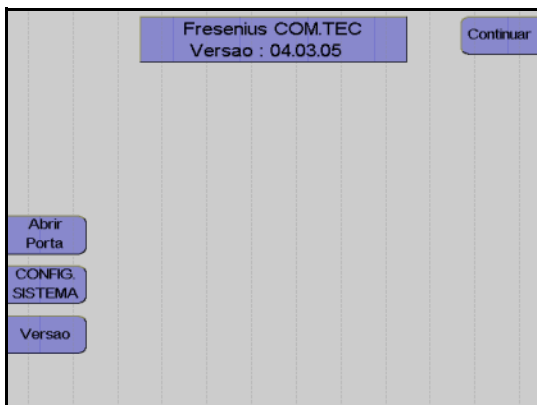 Fresenius COM.TEC
Versao : 04.03.05
Continuar
Abrir
Porta
CONFIG.
SISTEMA
Versao